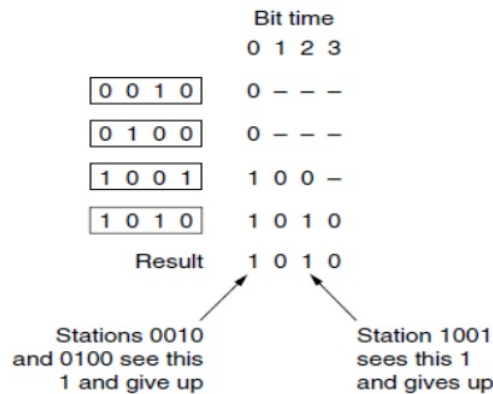 Bit time
0 1 2 3
0 0 1 0 0 – – –
0 1 0 0 0 – – –
1 0 0 1 1 0 0 –
1 0 1 0 1 0 1 0
Result 1 0 1 0
Stations 0010
and 0100 see this
1 and give up
Station 1001
sees this 1
and gives up